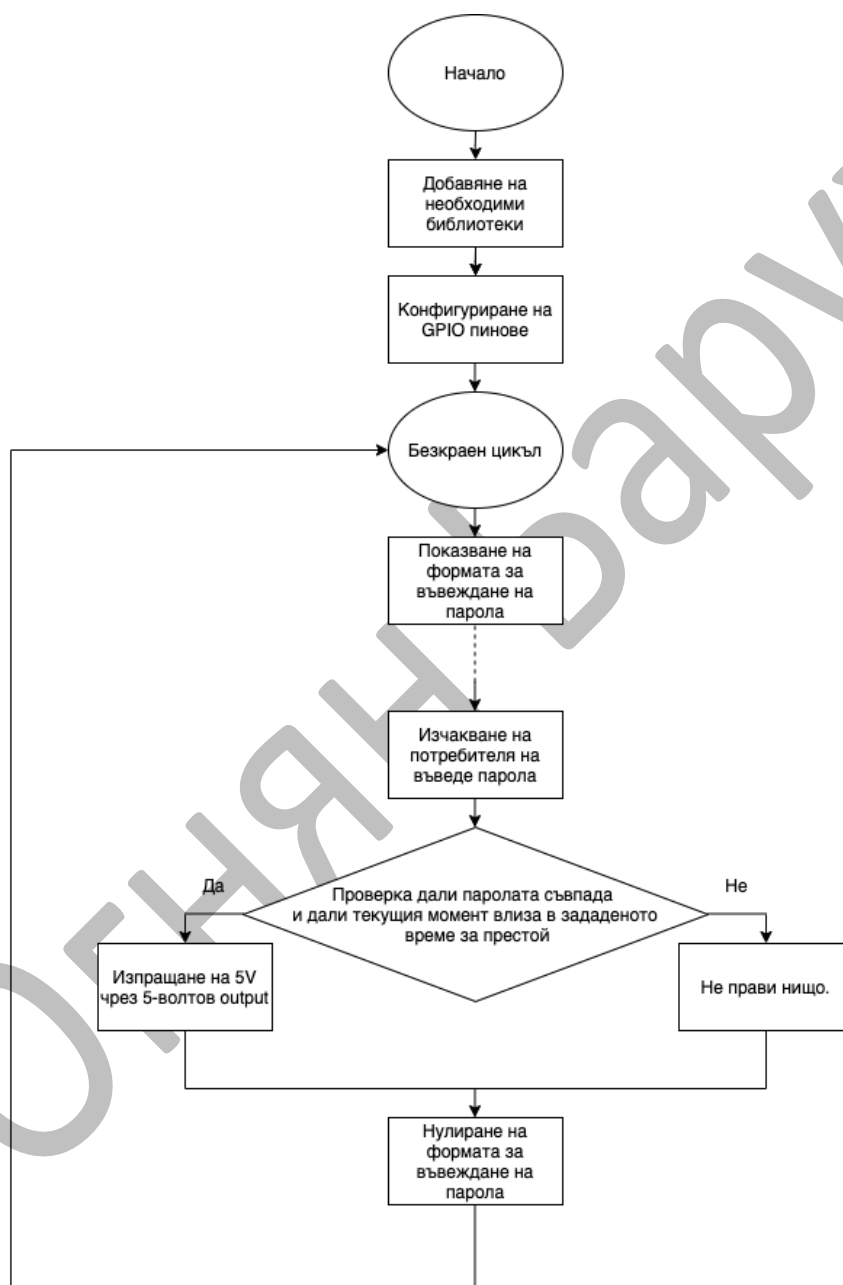 Начало
Добавяне на
необходими
библиотеки
Конфигуриране на
GPIO пинове
Безкраен цикъл
Показване на
формата за
въвеждане на
парола
Изчакване на
потребителя на
въведе парола
Да
Проверка дали паролата съвпада
и дали текущия момент влиза в зададеното
време за престой
Не
Изпращане на 5V
чрез 5-волтов output
Не прави нищо.
Нулиране на
формата за
въвеждане на
парола
Огнян